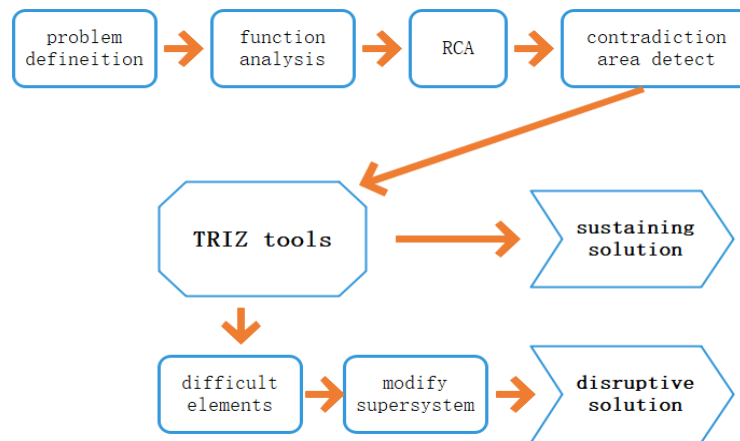 problem
defineition
function
analysis
RCA
contradiction
area detect
TRIZ tools
sustaining
solution
difficult
elements
modify
supersystem
disruptive
solution